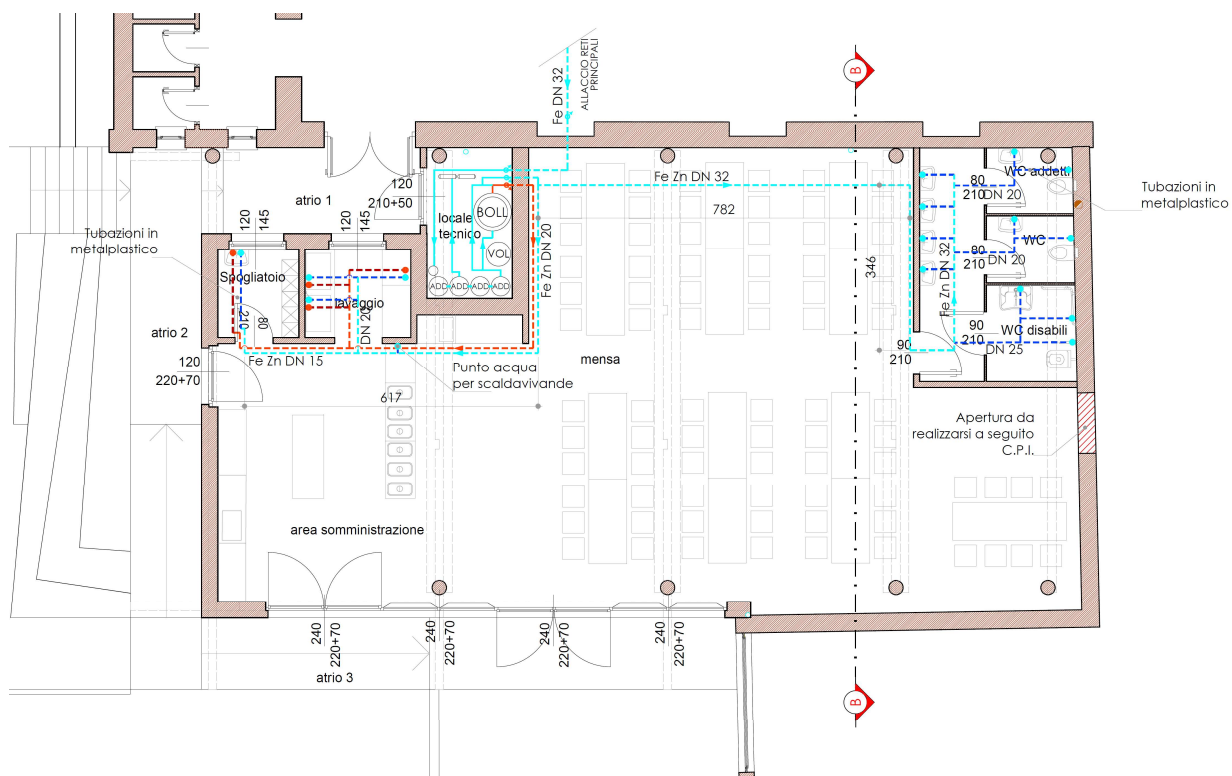 Fe DN 32
ALLACCIO RETI
PRINCIPALI
B
Tubazioni in
metalplastico
atrio 1
120
145
120
145
120
210+50
locale
tecnico
BOLL
VOL
ADD
ADD
ADD
ADD
Fe Zn DN 20
Fe Zn DN 32
782
346
80
210
DN 20
WC addetti
Tubazioni in
metalplastico
80
210
DN 20
WC
Fe Zn DN 32
90
210
WC disabili
DN 25
90
210
Spogliatoio
80
210
lavaggio
DN 20
atrio 2
120
220+70
Fe Zn DN 15
Punto acqua
per scaldavivande
617
mensa
Apertura da
realizzarsi a seguito
C.P.I.
area somministrazione
240
220+70
240
220+70
240
220+70
240
220+70
atrio 3
B